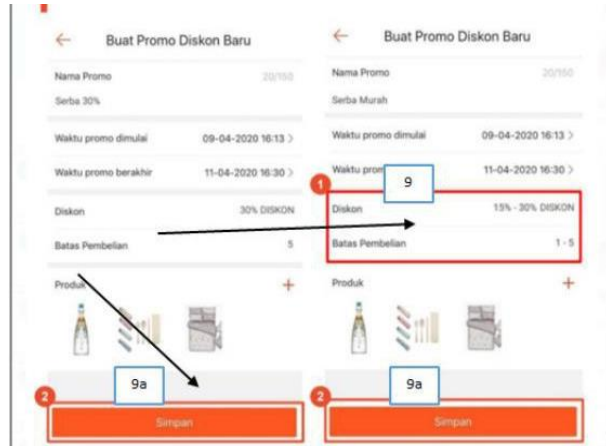 Buat Promo Diskon Baru
Nama Promo 20/150
Serba 30%
Waktu promo dimulai 09-04-2020 16:13
Waktu promo berakhir 11-04-2020 16:30
Diskon 30% DISKON
Batas Pembelian 5
Produk +
9a
2
Simpan
Buat Promo Diskon Baru
Nama Promo 20/150
Serba Murah
Waktu promo dimulai 09-04-2020 16:13
Waktu prom 11-04-2020 16:30
9
1
Diskon 15% - 30% DISKON
Batas Pembelian 1 - 5
Produk +
9a
2
Simpan